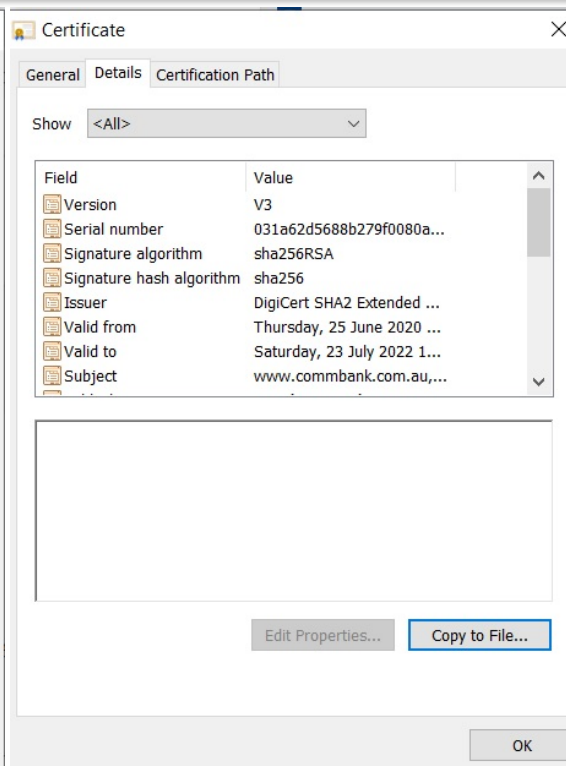 Certificate
General Details Certification Path
Show <All>
Field Value
Version V3
Serial number 031a62d5688b279f0080a...
Signature algorithm sha256RSA
Signature hash algorithm sha256
Issuer DigiCert SHA2 Extended ...
Valid from Thursday, 25 June 2020 ...
Valid to Saturday, 23 July 2022 1...
Subject www.commbank.com.au,...
Edit Properties... Copy to File...
OK